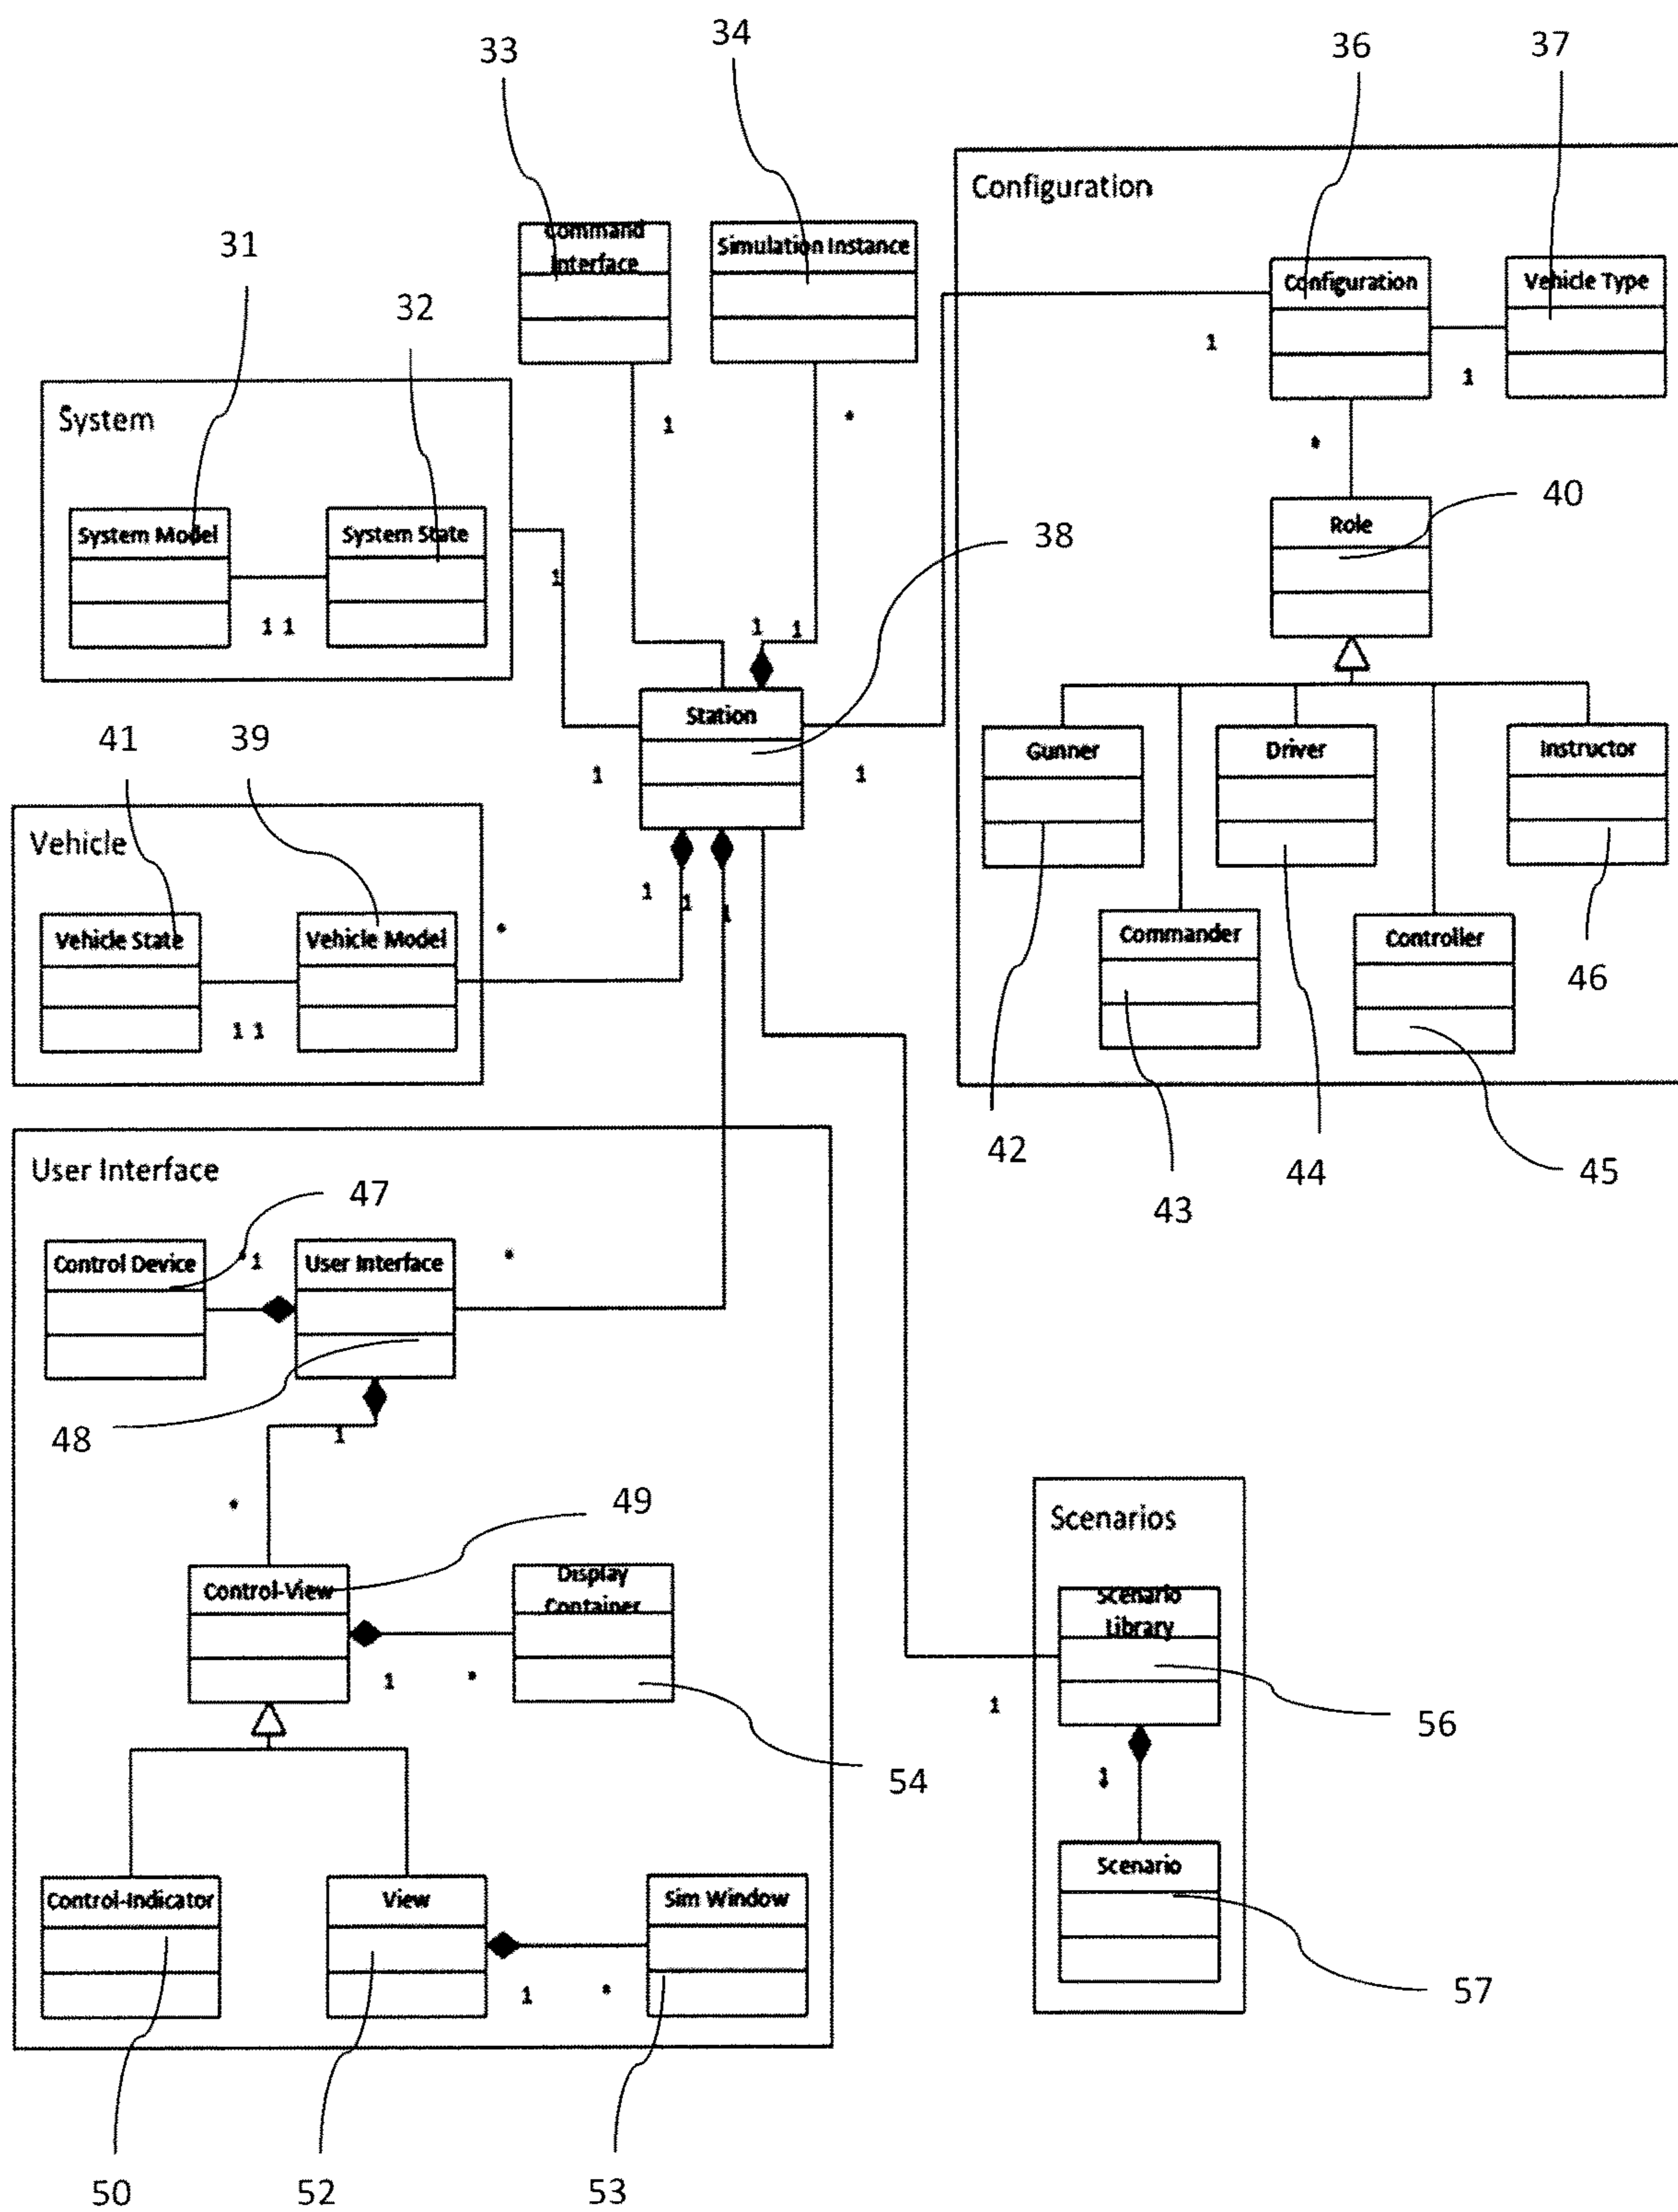 33
34
36
37
Configuration
31
32
Command
Interface
Simulation Instance
Configuration
Vehicle Type
1
1
System
1
*
*
System Model
System State
Role
40
38
1
1 1
1
1
Station
41
39
Gunner
Driver
Instructor
1
1
Vehicle
1
1
1
Vehicle State
Vehicle Model
*
Commander
Controller
46
1 1
42
44
45
43
User Interface
47
Control Device
* 1
User Interface
*
48
1
*
49
Scenarios
Control-View
Display
Container
Scenario
Library
1
*
1
56
54
1
Scenario
Control-Indicator
View
Sim Window
1
*
57
50
52
53